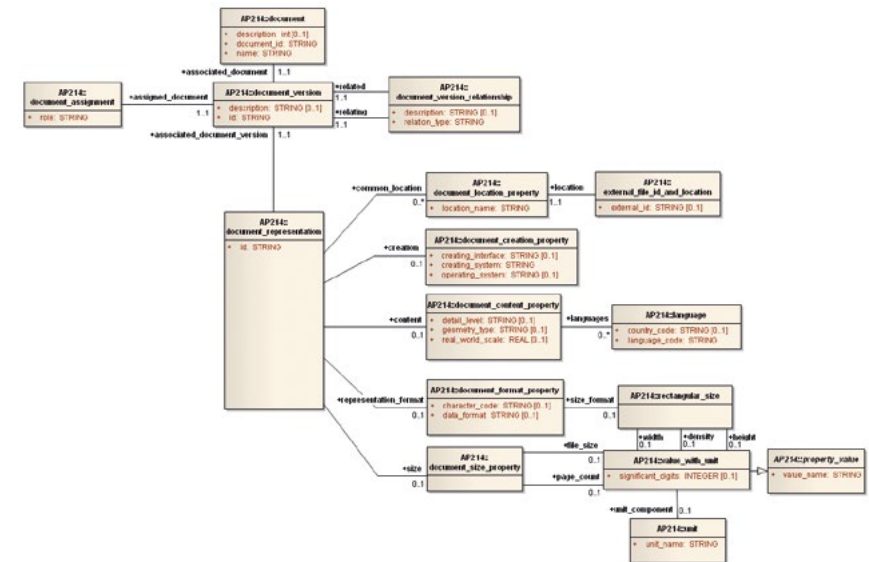 AP214::document
+ description: int [0..1]
+ document_id: STRING
+ name: STRING
+associated_document 1..1
AP214::
document_assignment
+ role: STRING
+assigned_document
1..1
AP214::document_version
+ description: STRING [0..1]
+ id: STRING
+related
1..1
+relating
1..1
AP214::
document_version_relationship
+ description: STRING [0..1]
+ relation_type: STRING
+associated_document_version 1..1
AP214::
document_representation
+ id: STRING
+common_location
0..*
AP214::
document_location_property
+ location_name: STRING
+location
1..1
AP214::
external_file_id_and_location
+ external_id: STRING [0..1]
+creation
0..1
AP214::document_creation_property
+ creating_interface: STRING [0..1]
+ creating_system: STRING
+ operating_system: STRING [0..1]
+content
0..1
AP214::document_content_property
+ detail_level: STRING [0..1]
+ geometry_type: STRING [0..1]
+ real_world_scale: REAL [0..1]
+languages
0..*
AP214::language
+ country_code: STRING [0..1]
+ language_code: STRING
+representation_format
0..1
AP214::document_format_property
+ character_code: STRING [0..1]
+ data_format: STRING [0..1]
+size_format
0..1
AP214::rectangular_size
+width
0..1
+density
0..1
+height
0..1
+size
0..1
AP214::
document_size_property
+file_size
0..1
+page_count
0..1
AP214::value_with_unit
+ significant_digits: INTEGER [0..1]
AP214::property_value
+ value_name: STRING
+unit_component 0..1
AP214::unit
+ unit_name: STRING